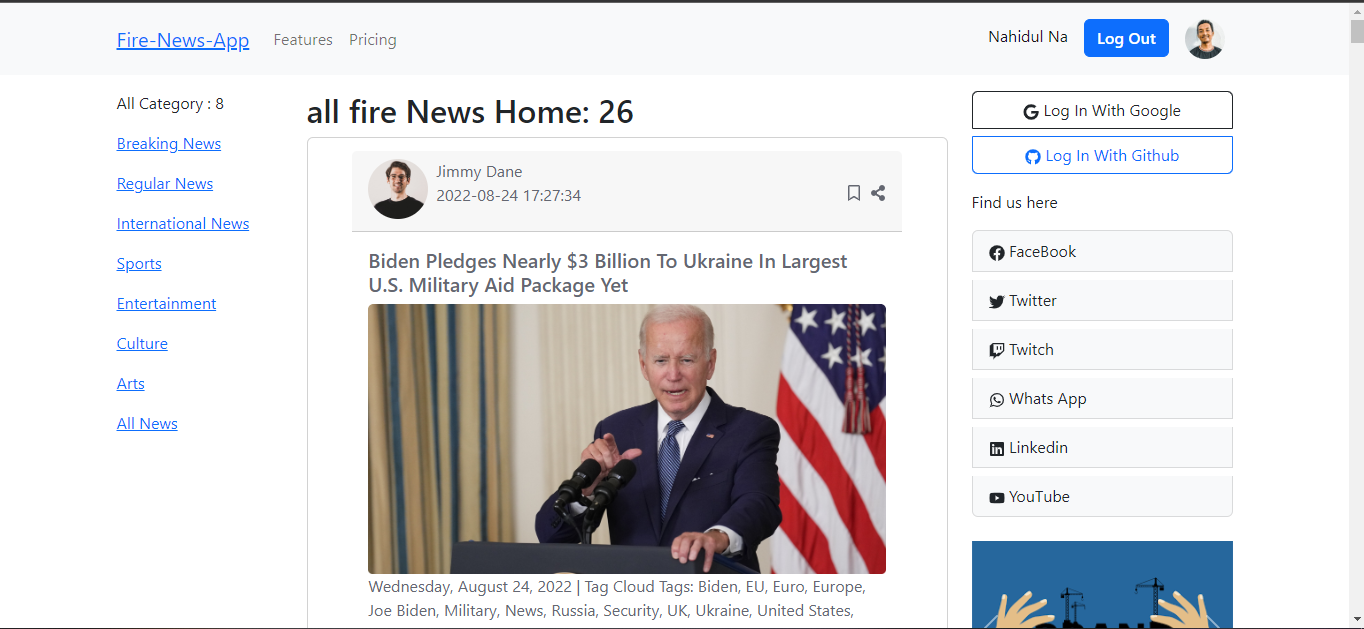 Fire-News-App Features Pricing Nahidul Na Log Out
All Category : 8
Breaking News
Regular News
International News
Sports
Entertainment
Culture
Arts
All News
all fire News Home: 26
Jimmy Dane
2022-08-24 17:27:34
Biden Pledges Nearly $3 Billion To Ukraine In Largest
U.S. Military Aid Package Yet
Wednesday, August 24, 2022 | Tag Cloud Tags: Biden, EU, Euro, Europe,
Joe Biden, Military, News, Russia, Security, UK, Ukraine, United States,
Log In With Google
Log In With Github
Find us here
FaceBook
Twitter
Twitch
Whats App
Linkedin
YouTube